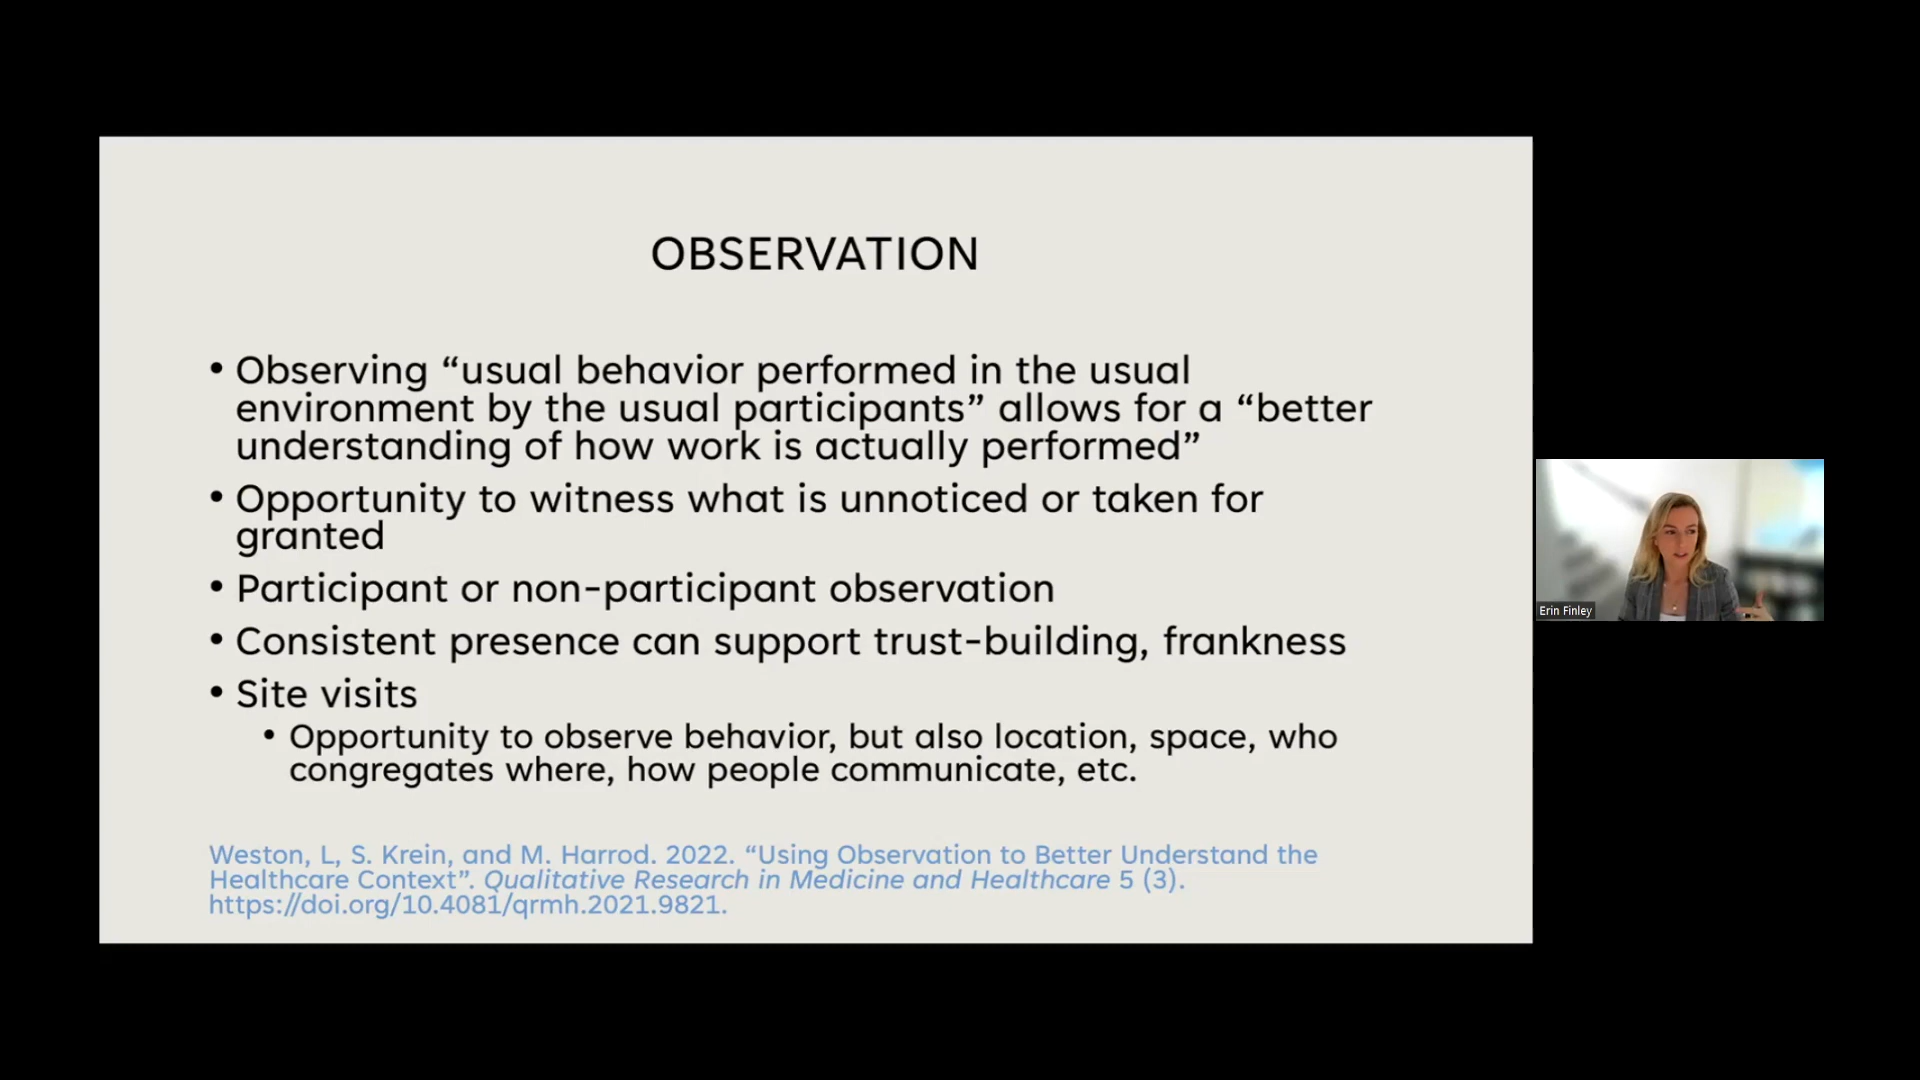 OBSERVATION
• Observing “usual behavior performed in the usual
environment by the usual participants” allows for a “better
understanding of how work is actually performed”
• Opportunity to witness what is unnoticed or taken for
granted
• Participant or non-participant observation
• Consistent presence can support trust-building, frankness
• Site visits
• Opportunity to observe behavior, but also location, space, who
congregates where, how people communicate, etc.
Weston, L, S. Krein, and M. Harrod. 2022. “Using Observation to Better Understand the
Healthcare Context”. Qualitative Research in Medicine and Healthcare 5 (3).
https://doi.org/10.4081/qrmh.2021.9821.
Erin Finley